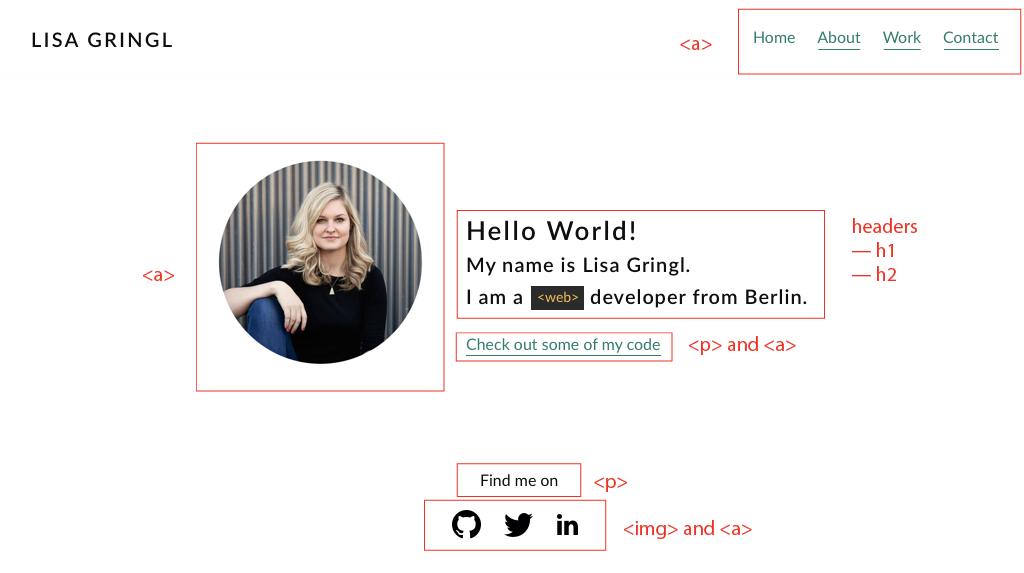 LISA GRINGL
<a>
Home About Work Contact
Hello World!
My name is Lisa Gringl.
I am a <web> developer from Berlin.
headers
— h1
— h2
<a>
Check out some of my code
<p> and <a>
Find me on
<p>
in
<img> and <a>